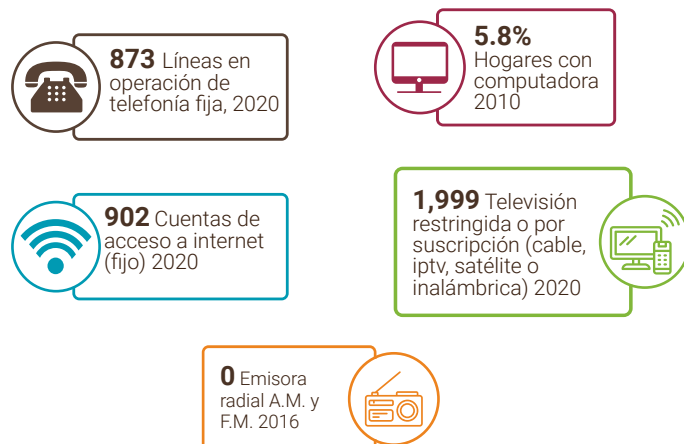 873 Líneas en
operación de
telefonía fija, 2020
5.8%
Hogares con
computadora
2010
902 Cuentas de
acceso a internet
(fijo) 2020
1,999 Televisión
restringida o por
suscripción (cable,
iptv, satélite o
inalámbrica) 2020
0 Emisora
radial A.M. y
F.M. 2016